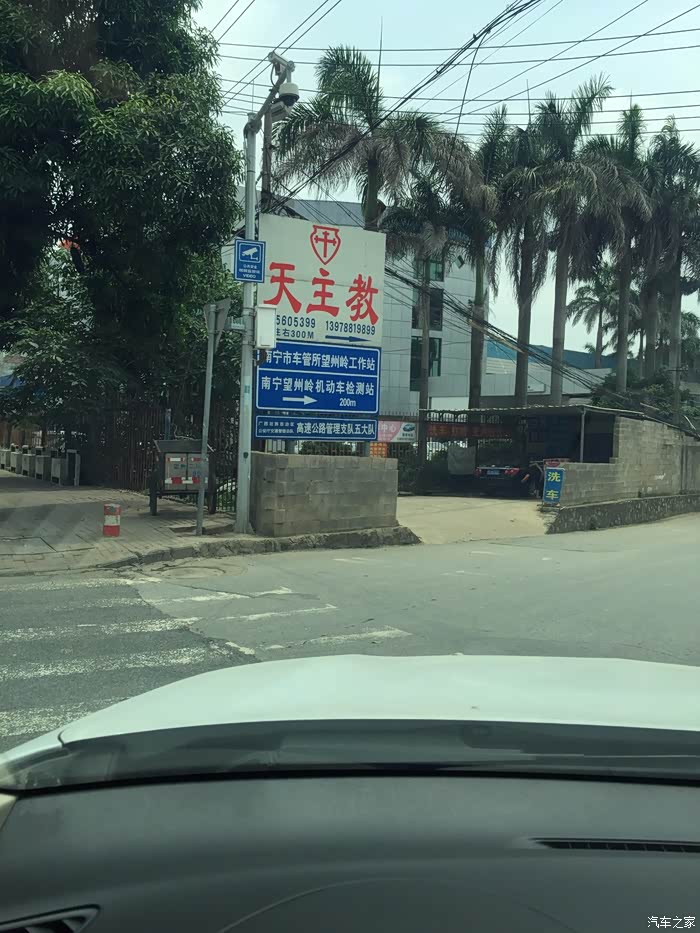 天主教
5605399 13978819899
右300M
南宁市车管所望州岭工作站
南宁望州岭机动车检测站
200m
高速公路管理支队五大队
中心
洗车
汽车之家